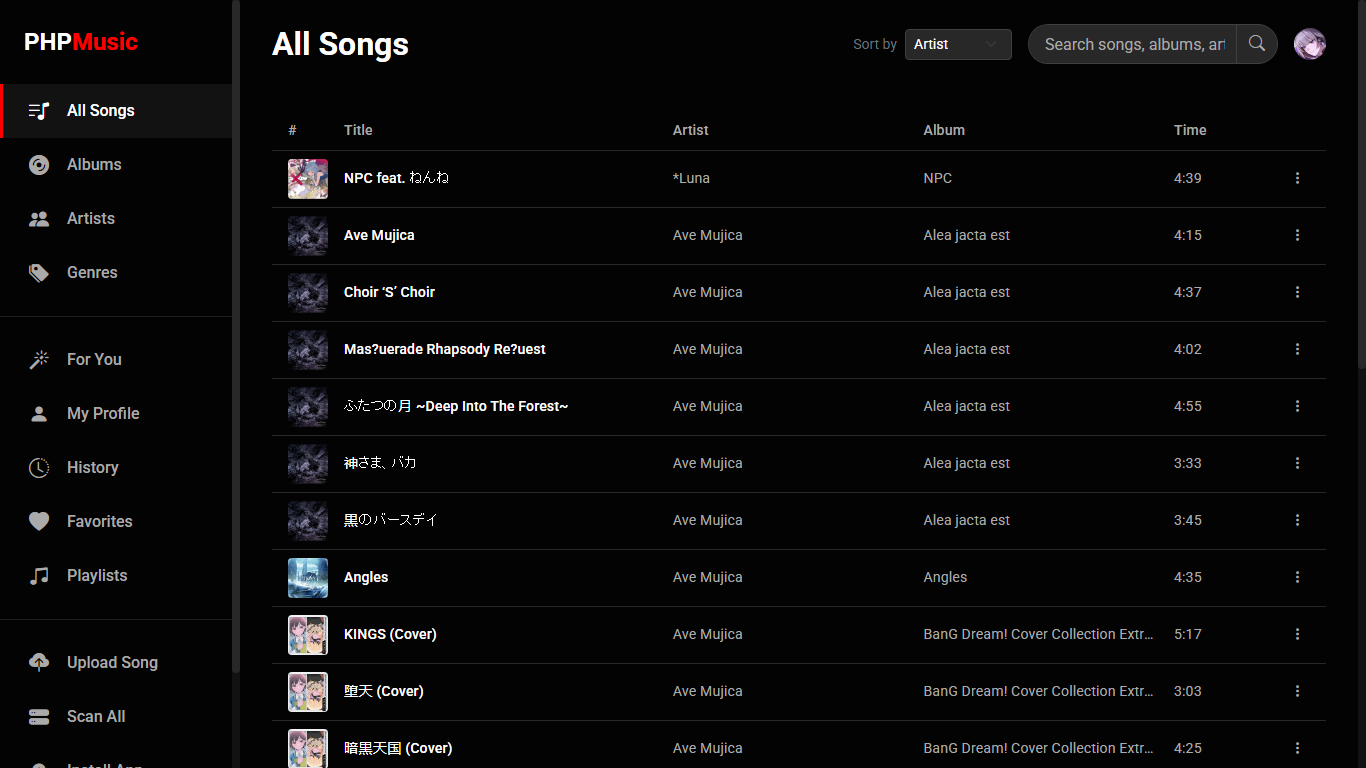 PHPMusic
All Songs
Albums
Artists
Genres
For You
My Profile
History
Favorites
Playlists
Upload Song
Scan All
Install App
All Songs
Sort by
Artist
Search songs, albums, art
# Title Artist Album Time
NPC feat. ねんね *Luna NPC 4:39
Ave Mujica Ave Mujica Alea jacta est 4:15
Choir ‘S’ Choir Ave Mujica Alea jacta est 4:37
Mas?uerade Rhapsody Re?uest Ave Mujica Alea jacta est 4:02
ふたつの月 ~Deep Into The Forest~ Ave Mujica Alea jacta est 4:55
神さま、バカ Ave Mujica Alea jacta est 3:33
黒のバースデイ Ave Mujica Alea jacta est 3:45
Angles Ave Mujica Angles 4:35
KINGS (Cover) Ave Mujica BanG Dream! Cover Collection Extr... 5:17
堕天 (Cover) Ave Mujica BanG Dream! Cover Collection Extr... 3:03
暗黒天国 (Cover) Ave Mujica BanG Dream! Cover Collection Extr... 4:25